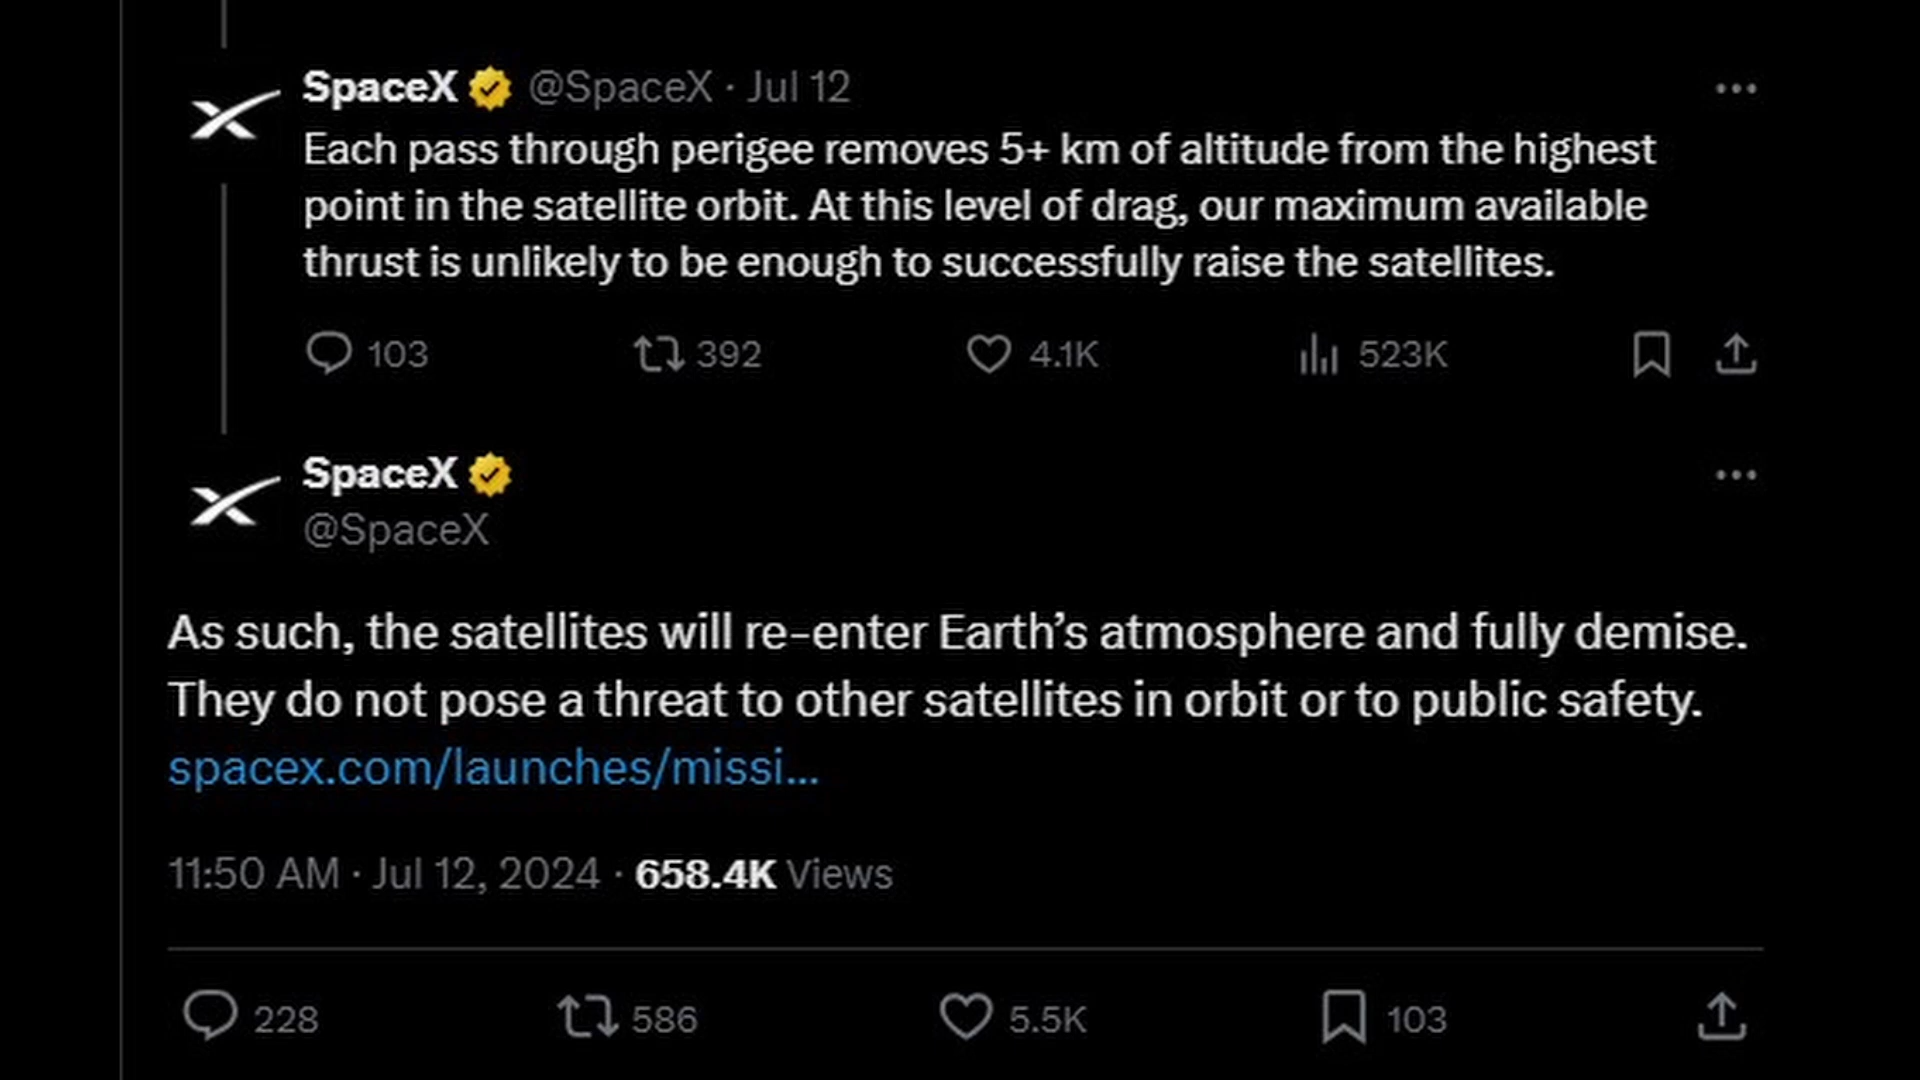 SpaceX @SpaceX · Jul 12
Each pass through perigee removes 5+ km of altitude from the highest
point in the satellite orbit. At this level of drag, our maximum available
thrust is unlikely to be enough to successfully raise the satellites.
103 392 4.1K 523K
SpaceX
@SpaceX
As such, the satellites will re-enter Earth’s atmosphere and fully demise.
They do not pose a threat to other satellites in orbit or to public safety.
spacex.com/launches/missi...
11:50 AM · Jul 12, 2024 · 658.4K Views
228 586 5.5K 103